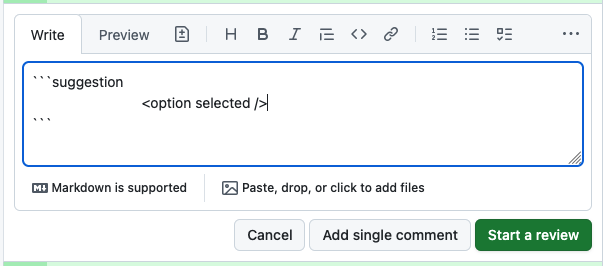 Write Preview H B I
```suggestion
<option selected />
```
Markdown is supported Paste, drop, or click to add files
Cancel Add single comment Start a review